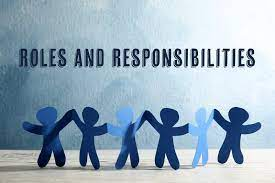 ROLES AND RESPONSIBILITIES